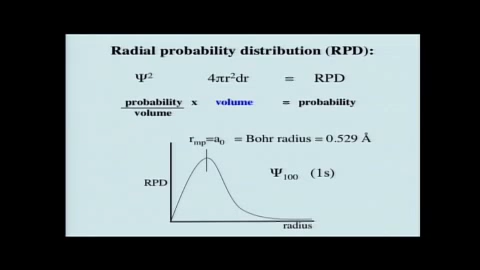 Radial probability distribution (RPD):
Ψ² 4πr²dr = RPD
probability x volume = probability
volume
r_mp=a₀ = Bohr radius = 0.529 Å
Ψ₁₀₀ (1s)
RPD
radius